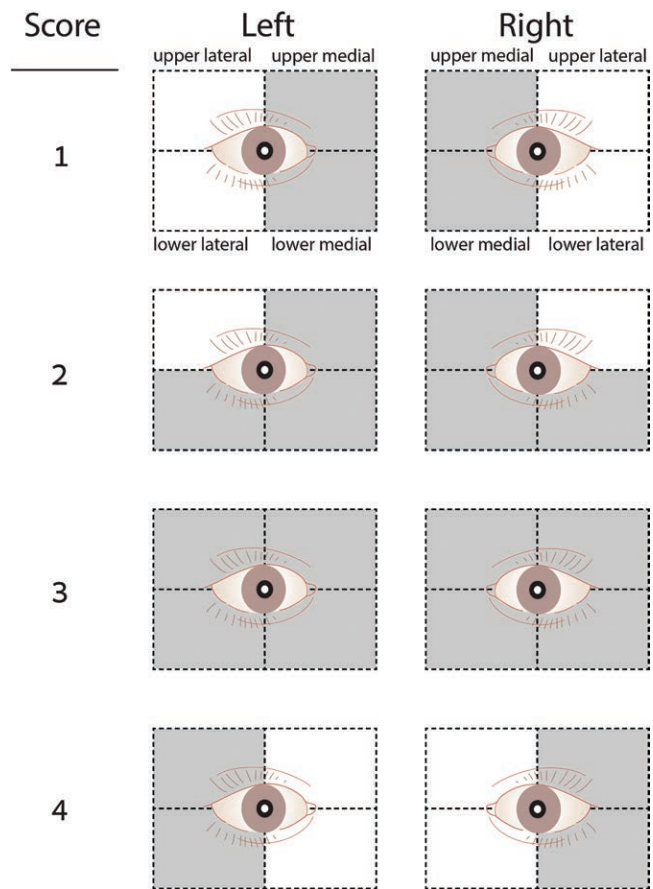 Score Left Right
upper lateral upper medial upper medial upper lateral
1
lower lateral lower medial lower medial lower lateral
2
3
4